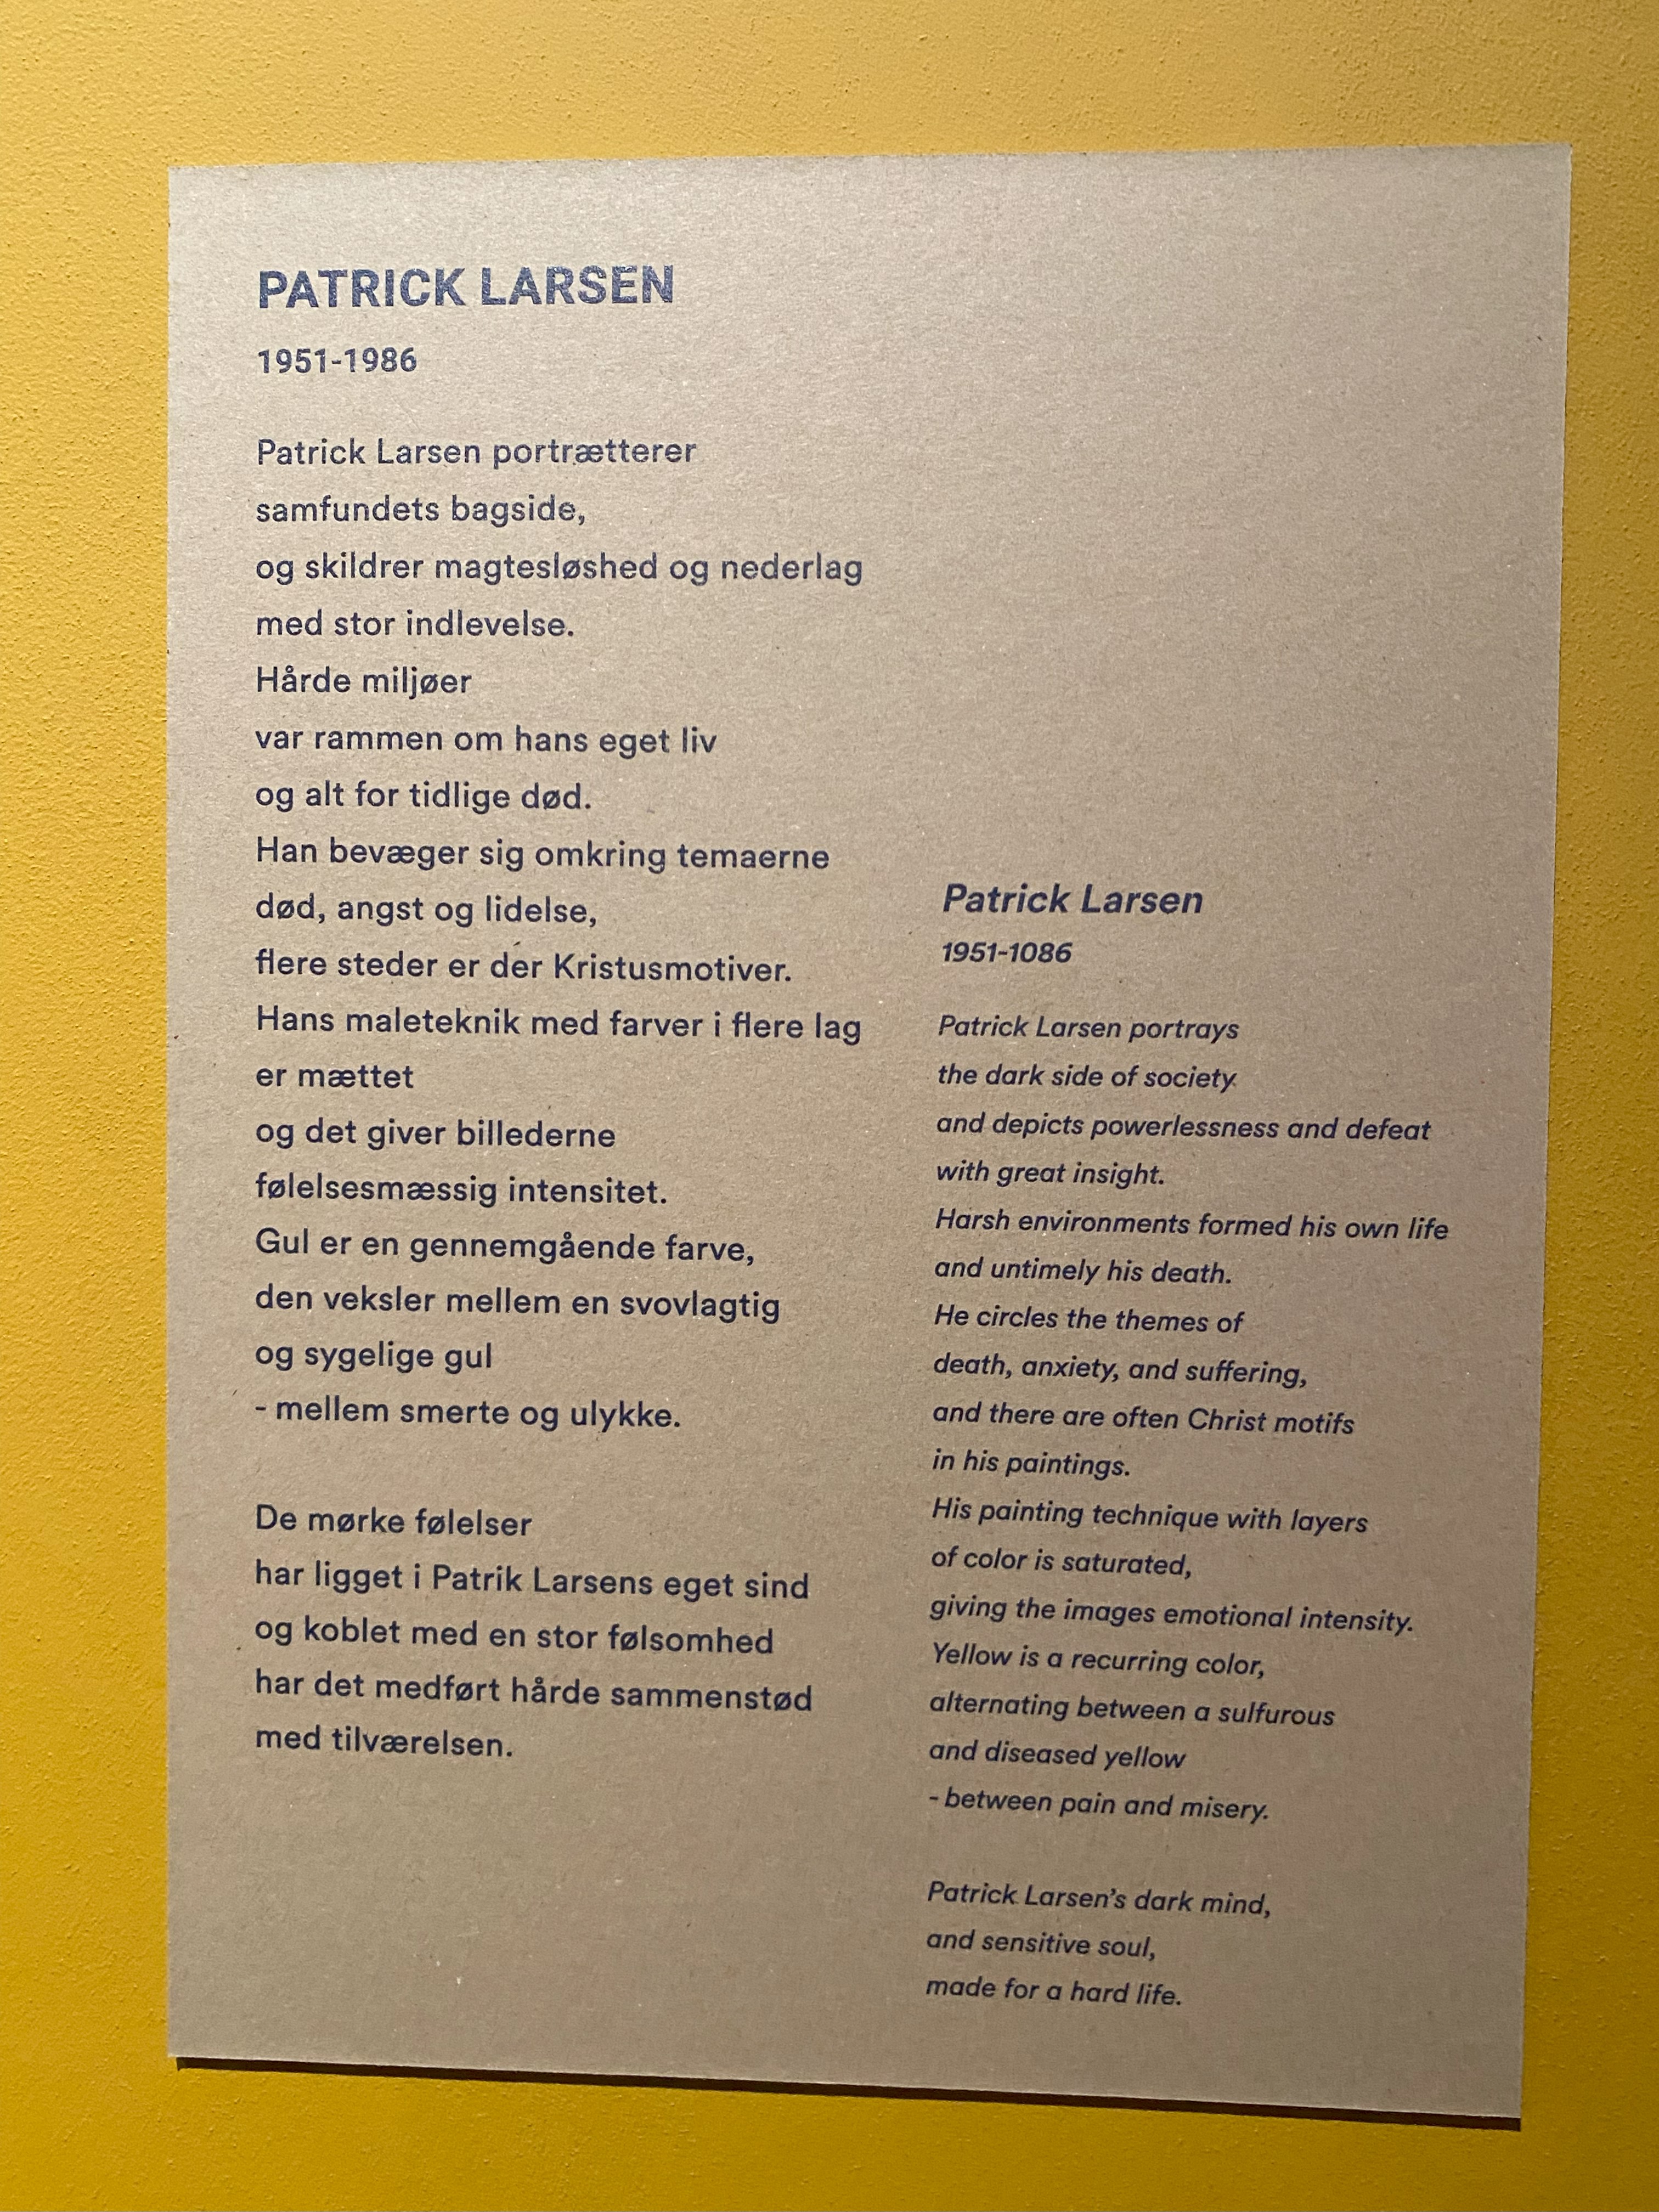 PATRICK LARSEN
1951-1986
Patrick Larsen portrætterer
samfundets bagside,
og skildrer magtesløshed og nederlag
med stor indlevelse.
Hårde miljøer
var rammen om hans eget liv
og alt for tidlige død.
Han bevæger sig omkring temaerne
død, angst og lidelse,
flere steder er der Kristusmotiver.
Hans maleteknik med farver i flere lag
er mættet
og det giver billederne
følelsesmæssig intensitet.
Gul er en gennemgående farve,
den veksler mellem en svovlagtig
og sygelige gul
- mellem smerte og ulykke.
De mørke følelser
har ligget i Patrik Larsens eget sind
og koblet med en stor følsomhed
har det medført hårde sammenstød
med tilværelsen.
Patrick Larsen
1951-1086
Patrick Larsen portrays
the dark side of society
and depicts powerlessness and defeat
with great insight.
Harsh environments formed his own life
and untimely his death.
He circles the themes of
death, anxiety, and suffering,
and there are often Christ motifs
in his paintings.
His painting technique with layers
of color is saturated,
giving the images emotional intensity.
Yellow is a recurring color,
alternating between a sulfurous
and diseased yellow
- between pain and misery.
Patrick Larsen’s dark mind,
and sensitive soul,
made for a hard life.